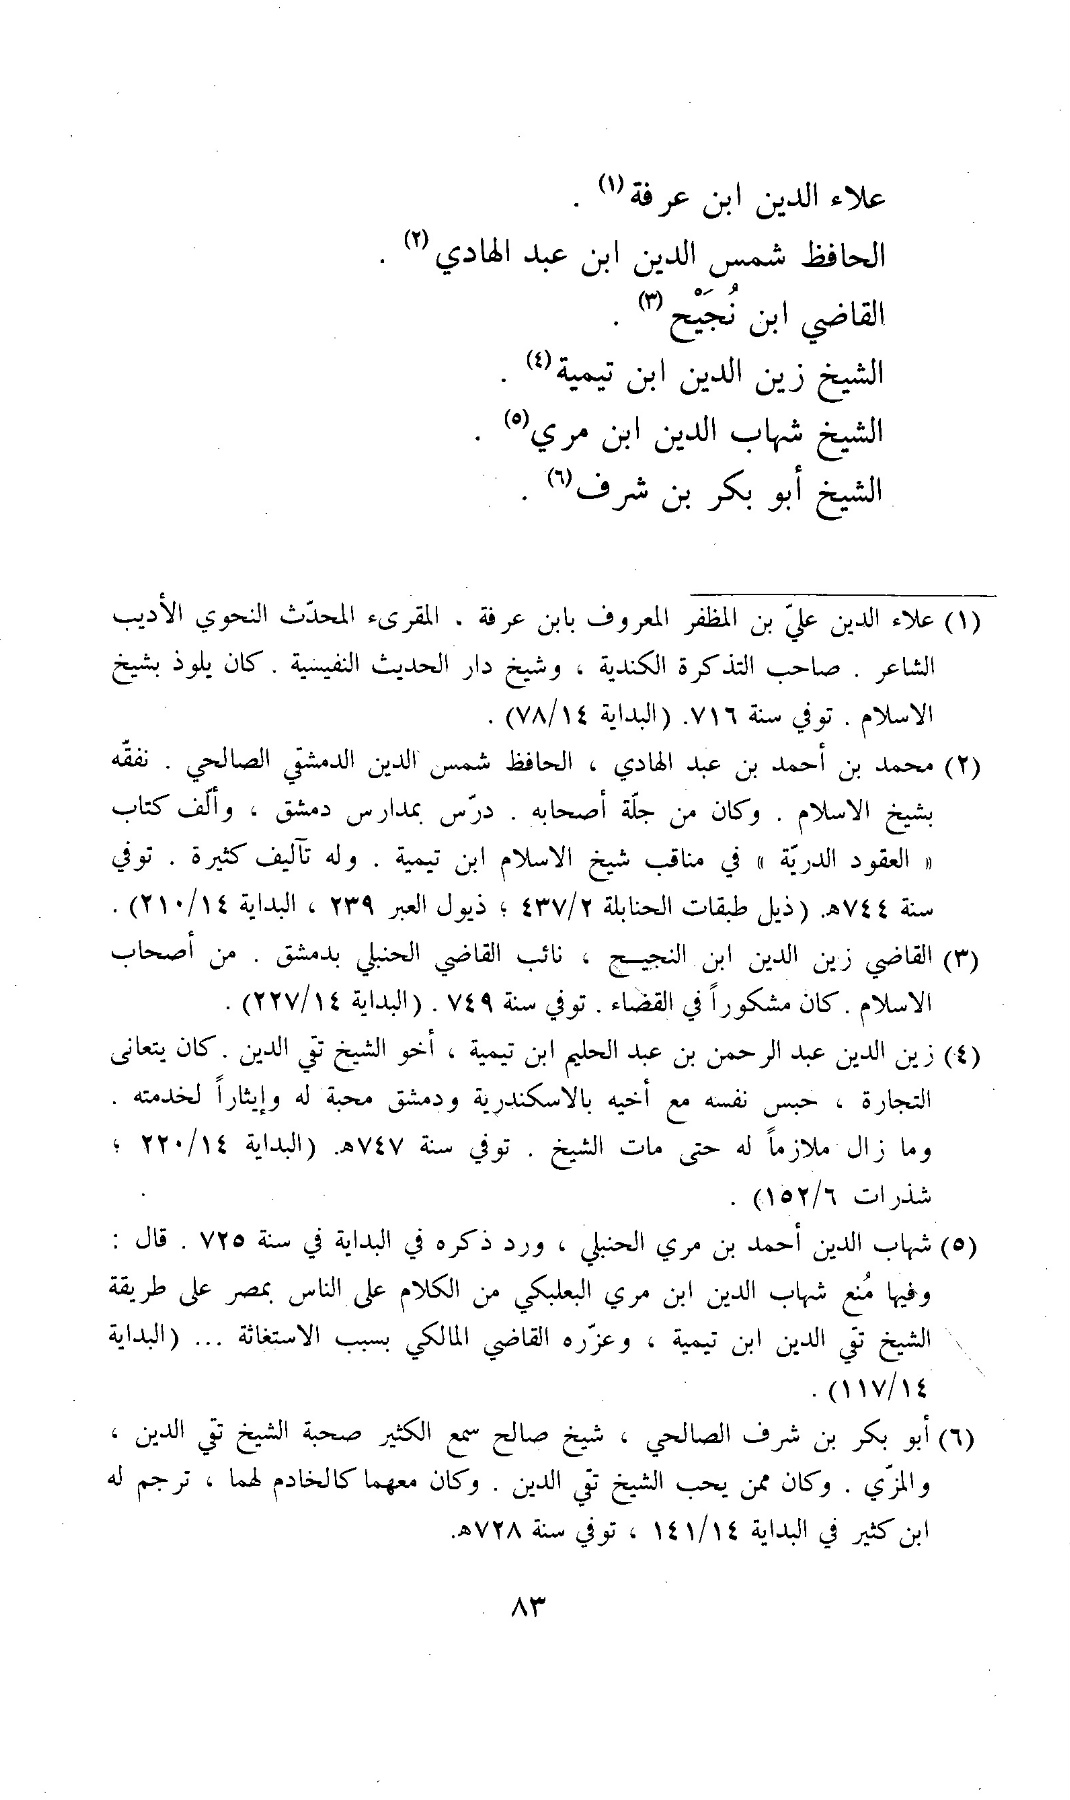 علاء الدين ابن عرفة(١) .
الحافظ شمس الدين ابن عبد الهادي(٢) .
القاضي ابن نُجَيْح(٣) .
الشيخ زين الدين ابن تيمية(٤) .
الشيخ شهاب الدين ابن مري(٥) .
الشيخ أبو بكر بن شرف(٦) .
(١) علاء الدين عليّ بن المظفر المعروف بابن عرفة . المقرىء المحدّث النحوي الأديب
الشاعر . صاحب التذكرة الكندية ، وشيخ دار الحديث النفيسية . كان يلوذ بشيخ
الاسلام . توفي سنة ٧١٦. (البداية ٧٨/١٤) .
(٢) محمد بن أحمد بن عبد الهادي ، الحافظ شمس الدين الدمشقي الصالحي . نفقّه
بشيخ الاسلام . وكان من جلّة أصحابه . درّس بمدارس دمشق ، وألّف كتاب
« العقود الدريّة » في مناقب شيخ الاسلام ابن تيمية . وله تآليف كثيرة . توفي
سنة ٧٤٤هـ. (ذيل طبقات الحنابلة ٤٣٧/٢ ؛ ذيول العبر ٢٣٩ ، البداية ٢١٠/١٤) .
(٣) القاضي زين الدين ابن النجيح ، نائب القاضي الحنبلي بدمشق . من أصحاب
الاسلام . كان مشكوراً في القضاء . توفي سنة ٧٤٩ . (البداية ٢٢٧/١٤) .
(٤) زين الدين عبد الرحمن بن عبد الحليم ابن تيمية ، أخو الشيخ تقي الدين . كان يتعانى
التجارة ، حبس نفسه مع أخيه بالاسكندرية ودمشق محبة له وإيثاراً لخدمته .
وما زال ملازماً له حتى مات الشيخ . توفي سنة ٧٤٧هـ. (البداية ٢٢٠/١٤ ؛
شذرات ١٥٢/٦) .
(٥) شهاب الدين أحمد بن مري الحنبلي ، ورد ذكره في البداية في سنة ٧٢٥ . قال :
وفيها مُنع شهاب الدين ابن مري البعلبكي من الكلام على الناس بمصر على طريقة
الشيخ تقي الدين ابن تيمية ، وعزّره القاضي المالكي بسبب الاستغاثة ... (البداية
١١٧/١٤) .
(٦) أبو بكر بن شرف الصالحي ، شيخ صالح سمع الكثير صحبة الشيخ تقي الدين ،
والمزّي . وكان ممن يحب الشيخ تقي الدين . وكان معهما كالخادم لهما ، ترجم له
ابن كثير في البداية ١٤١/١٤ ، توفي سنة ٧٢٨هـ.
٨٣